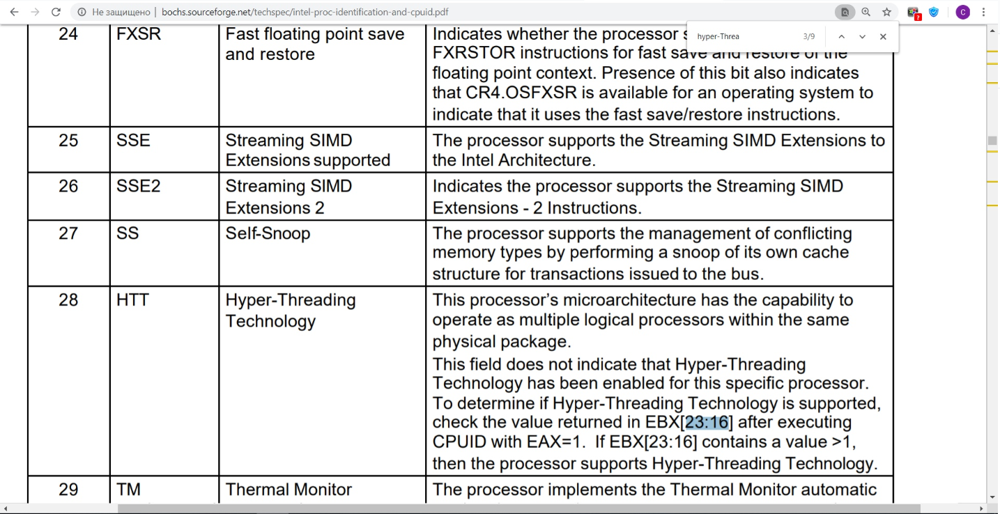 Не защищено | bochs.sourceforge.net/techspec/intel-proc-identification-and-cpuid.pdf
?
C
hyper-Threa 3/9
24 FXSR Fast floating point save Indicates whether the processor
and restore FXRSTOR instructions for fast save and restore of the
floating point context. Presence of this bit also indicates
that CR4.OSFXSR is available for an operating system to
indicate that it uses the fast save/restore instructions.
25 SSE Streaming SIMD The processor supports the Streaming SIMD Extensions to
Extensions supported the Intel Architecture.
26 SSE2 Streaming SIMD Indicates the processor supports the Streaming SIMD
Extensions 2 Extensions - 2 Instructions.
27 SS Self-Snoop The processor supports the management of conflicting
memory types by performing a snoop of its own cache
structure for transactions issued to the bus.
28 HTT Hyper-Threading This processor’s microarchitecture has the capability to
Technology operate as multiple logical processors within the same
physical package.
This field does not indicate that Hyper-Threading
Technology has been enabled for this specific processor.
To determine if Hyper-Threading Technology is supported,
check the value returned in EBX[23:16] after executing
CPUID with EAX=1. If EBX[23:16] contains a value >1,
then the processor supports Hyper-Threading Technology.
29 TM Thermal Monitor The processor implements the Thermal Monitor automatic